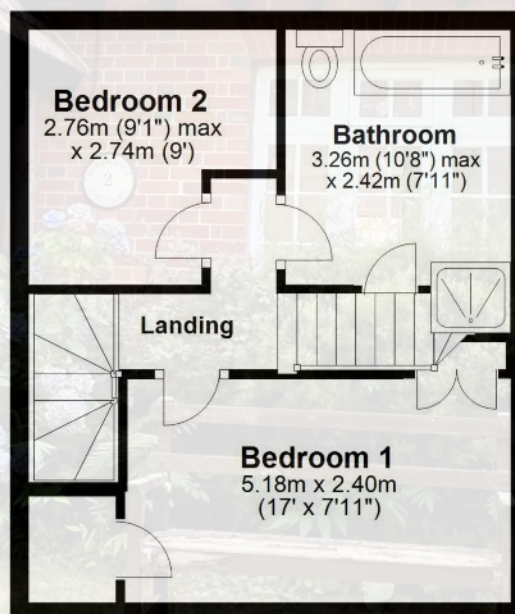 Bedroom 2
2.76m (9'1") max
x 2.74m (9')
Bathroom
3.26m (10'8") max
x 2.42m (7'11")
2
Landing
Bedroom 1
5.18m x 2.40m
(17' x 7'11")